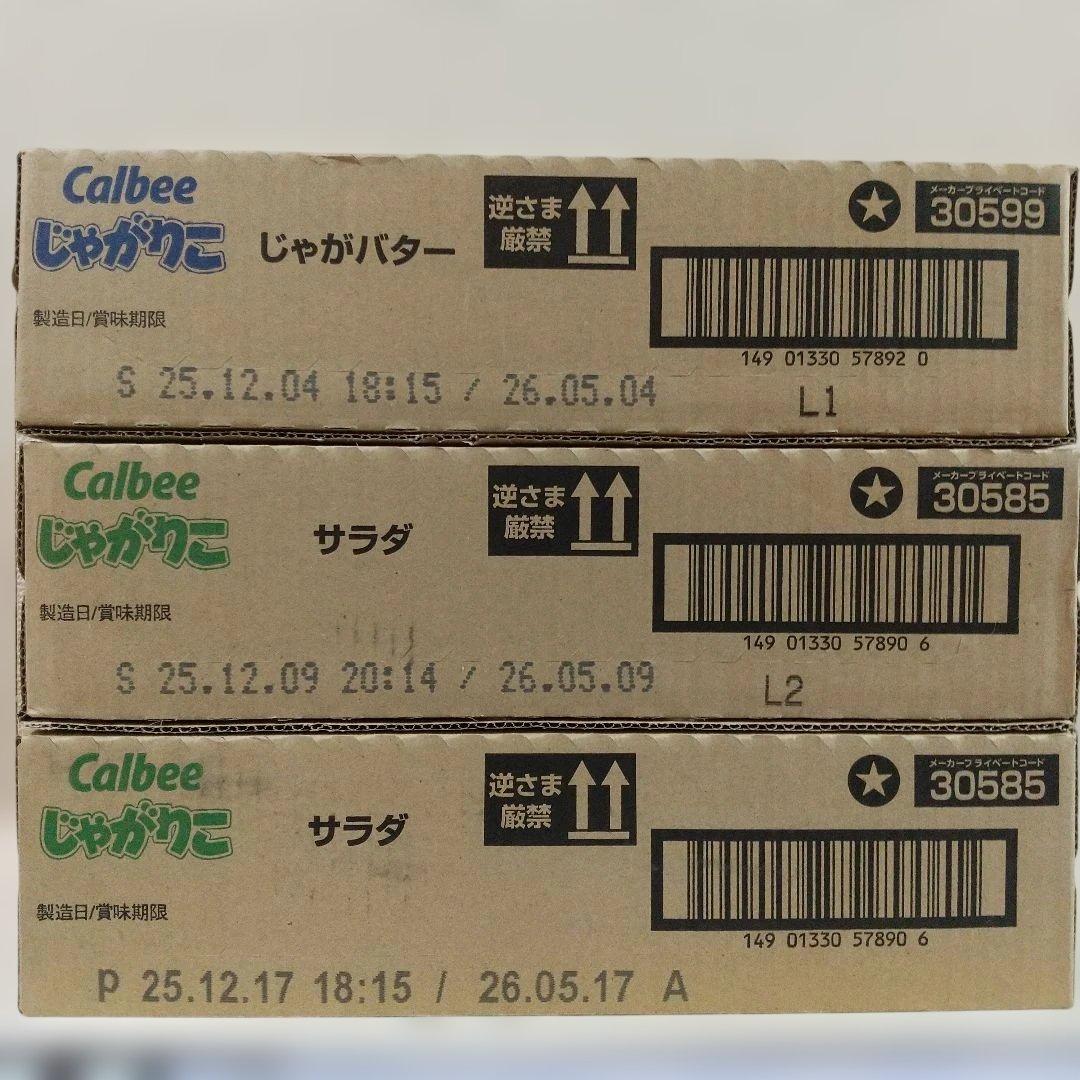 Calbee
じゃがりこ
じゃがバター
逆さま
厳禁
メーカープライベートコード
30599
製造日/賞味期限
149 01330 57892 0
S 25.12.04 18:15 / 26.05.04
L1
Calbee
じゃがりこ
サラダ
逆さま
厳禁
メーカープライベートコード
30585
製造日/賞味期限
149 01330 57890 6
S 25.12.09 20:14 / 26.05.09
L2
Calbee
じゃがりこ
サラダ
逆さま
厳禁
メーカープライベートコード
30585
製造日/賞味期限
149 01330 57890 6
P 25.12.17 18:15 / 26.05.17 A